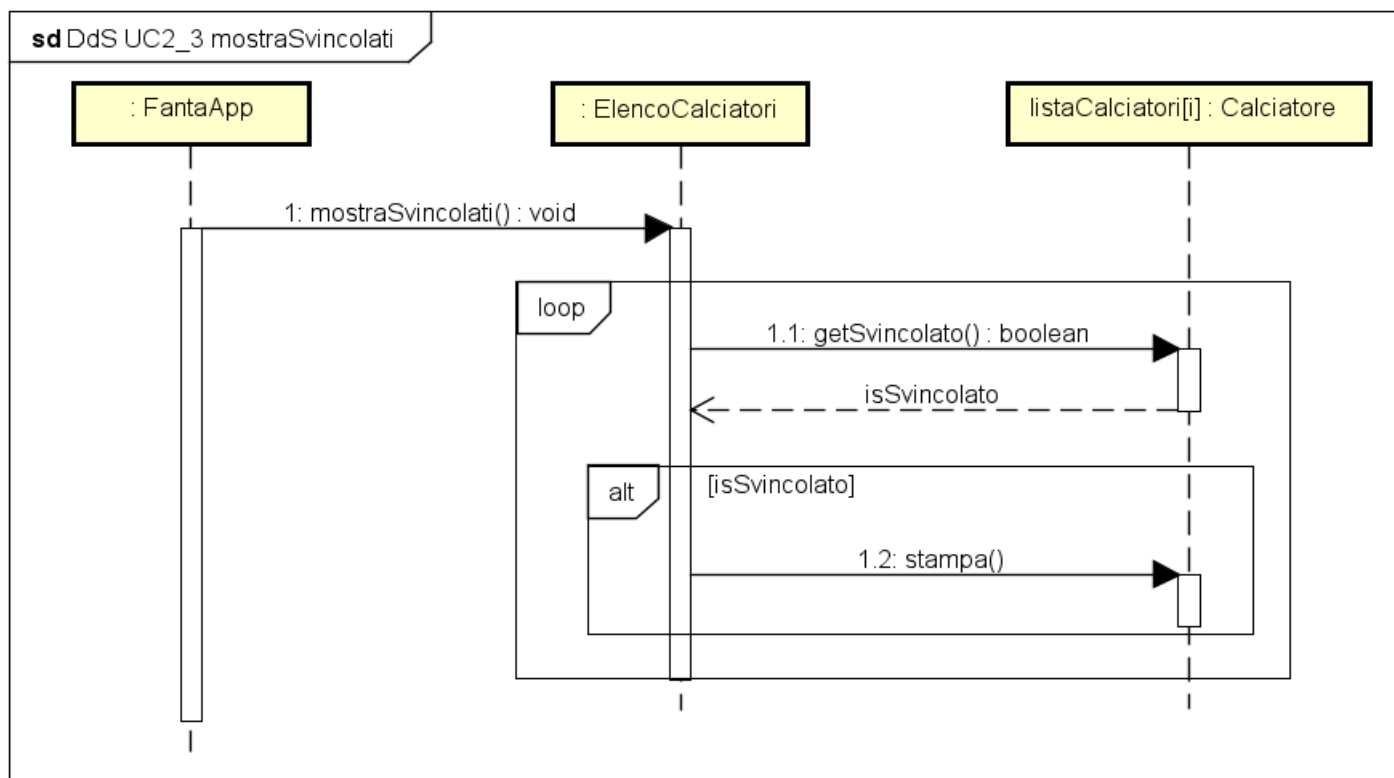 sd DdS UC2_3 mostraSvincolati
: FantaApp
: ElencoCalciatori
listaCalciatori[i] : Calciatore
1: mostraSvincolati() : void
loop
1.1: getSvincolato() : boolean
isSvincolato
alt
[isSvincolato]
1.2: stampa()